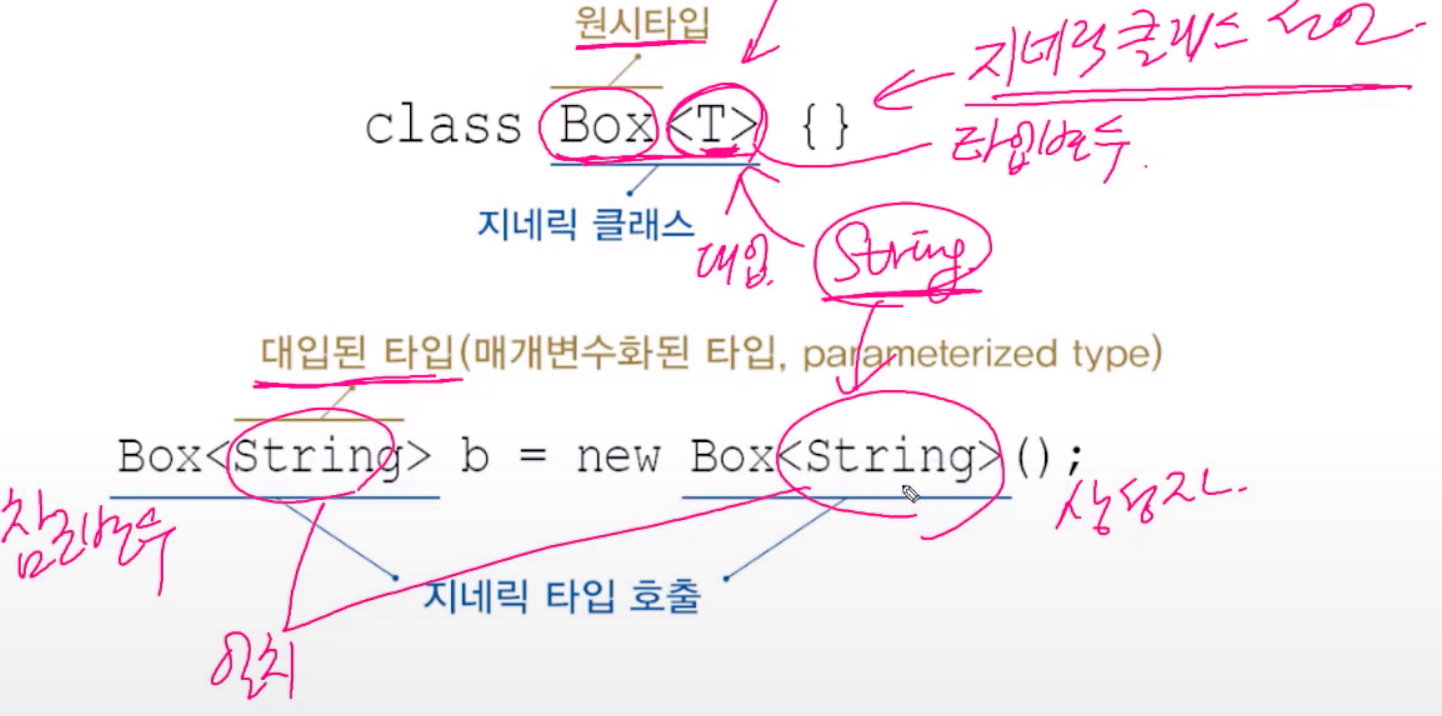 원시타입
지네릭 클래스 선언.
class Box<T> {}
타입변수.
지네릭 클래스
대입.
String
대입된 타입(매개변수화된 타입, parameterized type)
Box<String> b = new Box<String>();
참조변수
생성자.
지네릭 타입 호출
일치